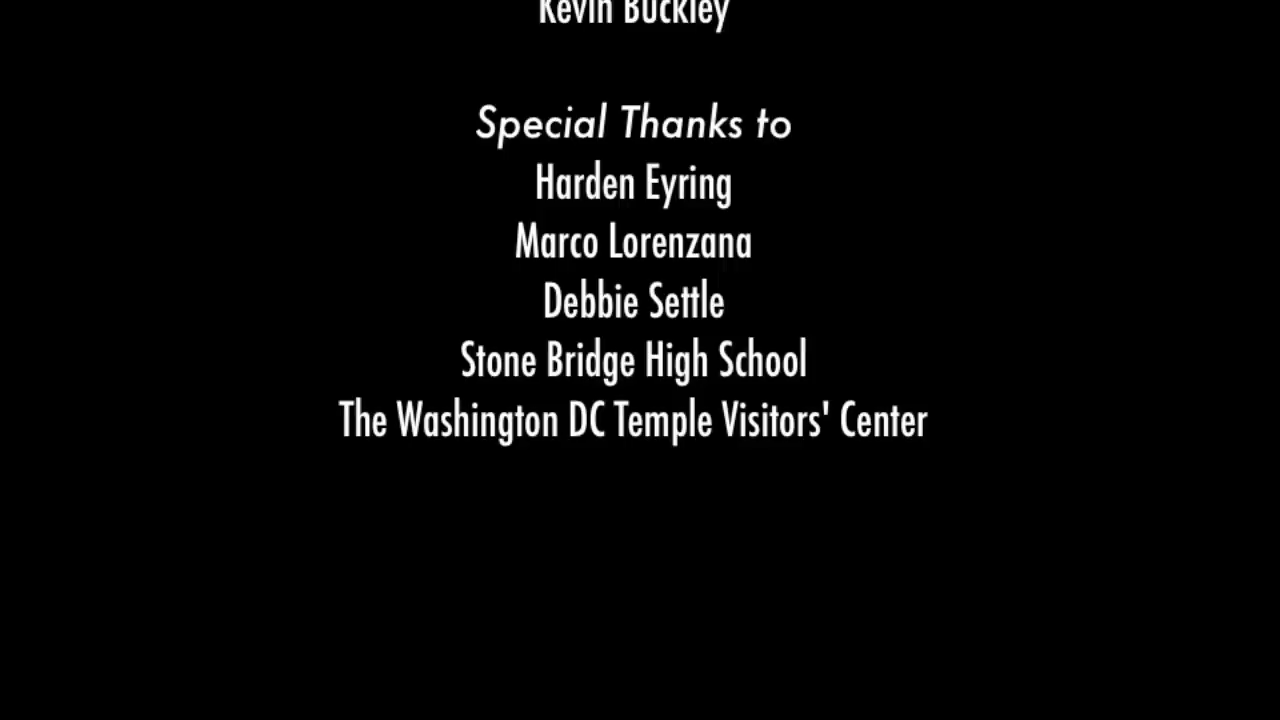 Kevin Buckley
Special Thanks to
Harden Eyring
Marco Lorenzana
Debbie Settle
Stone Bridge High School
The Washington DC Temple Visitors' Center